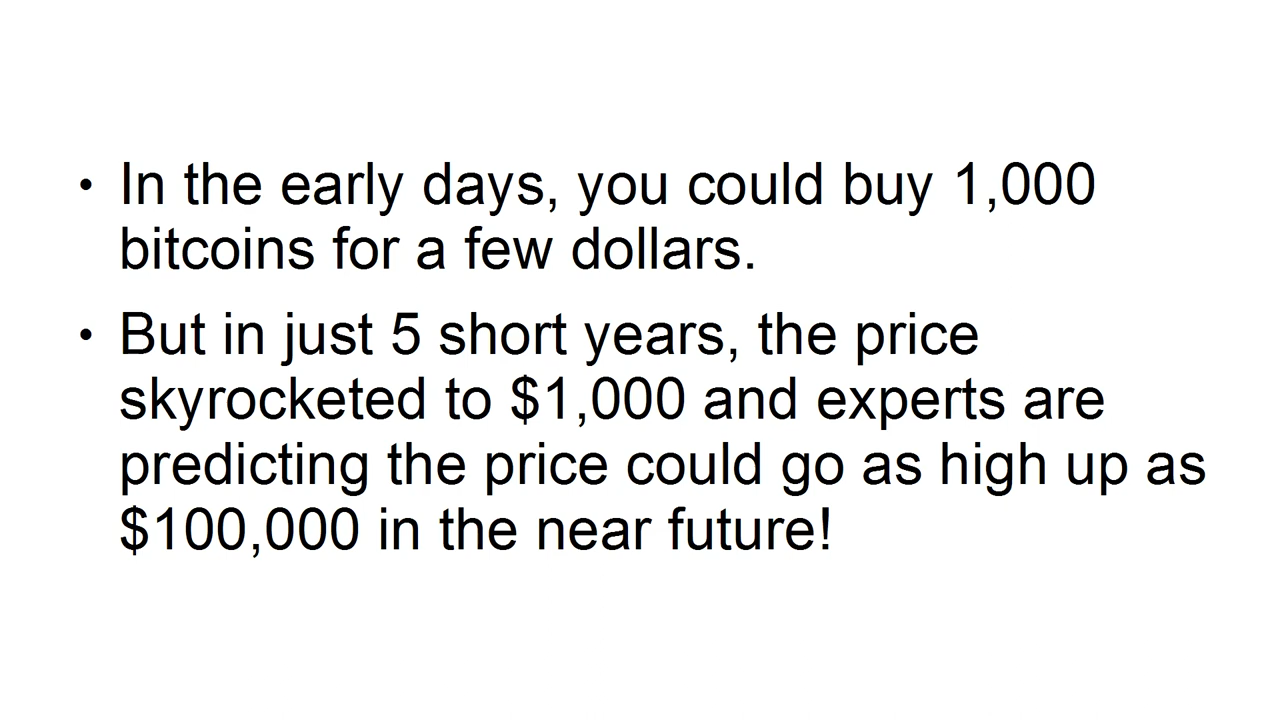 • In the early days, you could buy 1,000
bitcoins for a few dollars.
• But in just 5 short years, the price
skyrocketed to $1,000 and experts are
predicting the price could go as high up as
$100,000 in the near future!